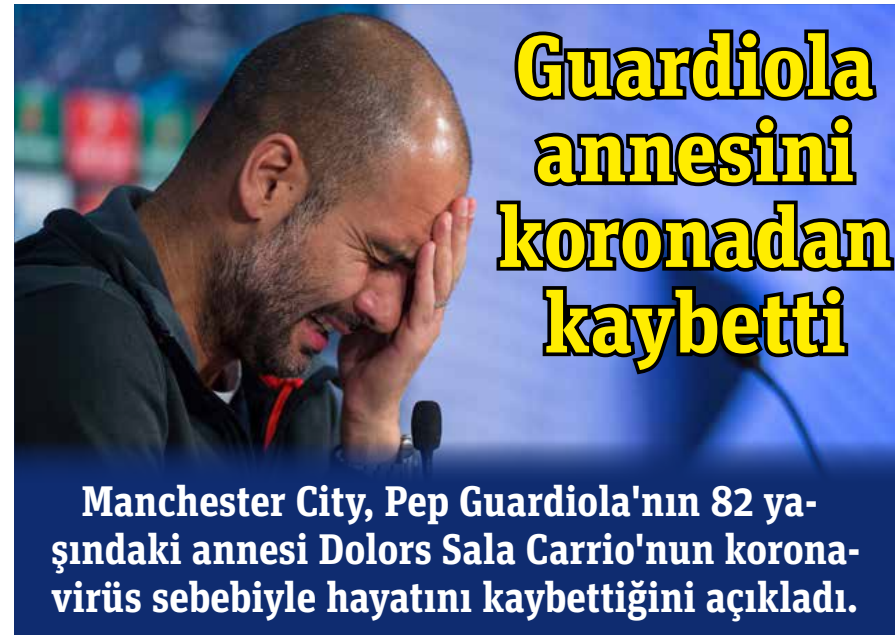 Guardiola
annesini
koronadan
kaybetti
Manchester City, Pep Guardiola'nın 82 ya-
şındaki annesi Dolors Sala Carrio'nun korona-
virüs sebebiyle hayatını kaybettiğini açıkladı.